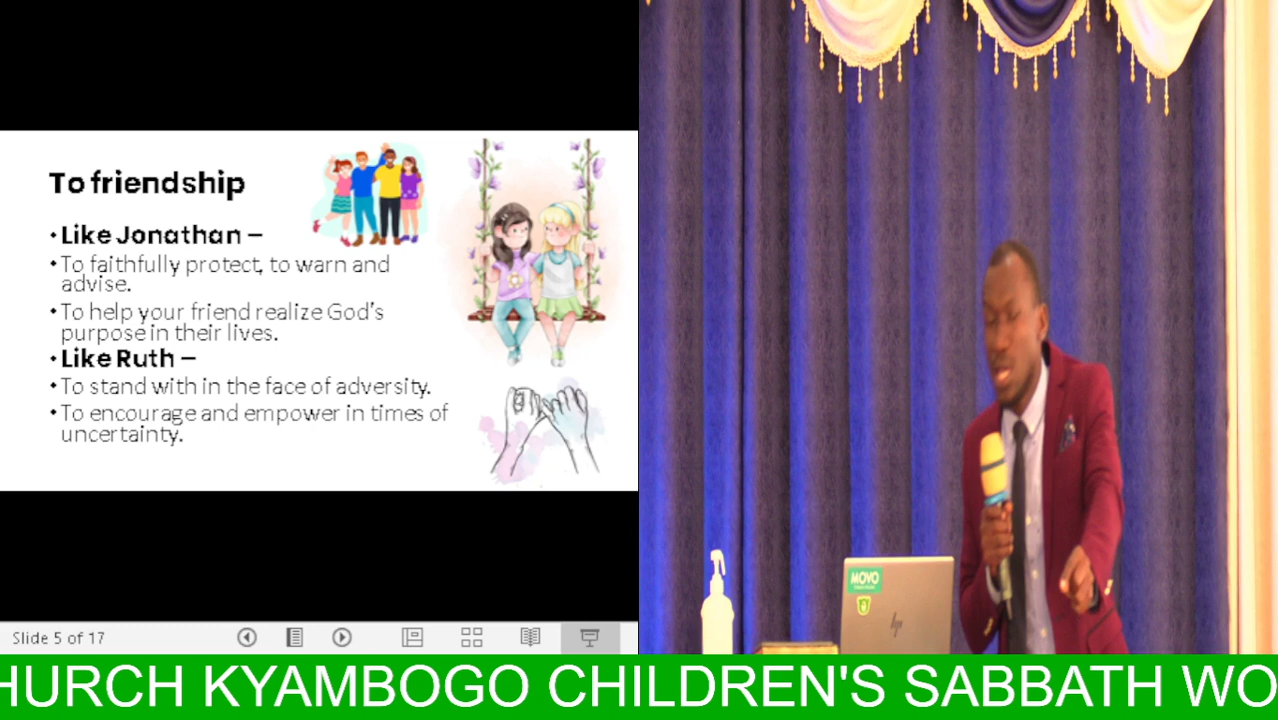 To friendship
• Like Jonathan –
• To faithfully protect, to warn and
advise.
• To help your friend realize God's
purpose in their lives.
• Like Ruth –
• To stand with in the face of adversity.
• To encourage and empower in times of
uncertainty.
Slide 5 of 17
MOVO
hp
HURCH KYAMBOGO CHILDREN'S SABBATH WO